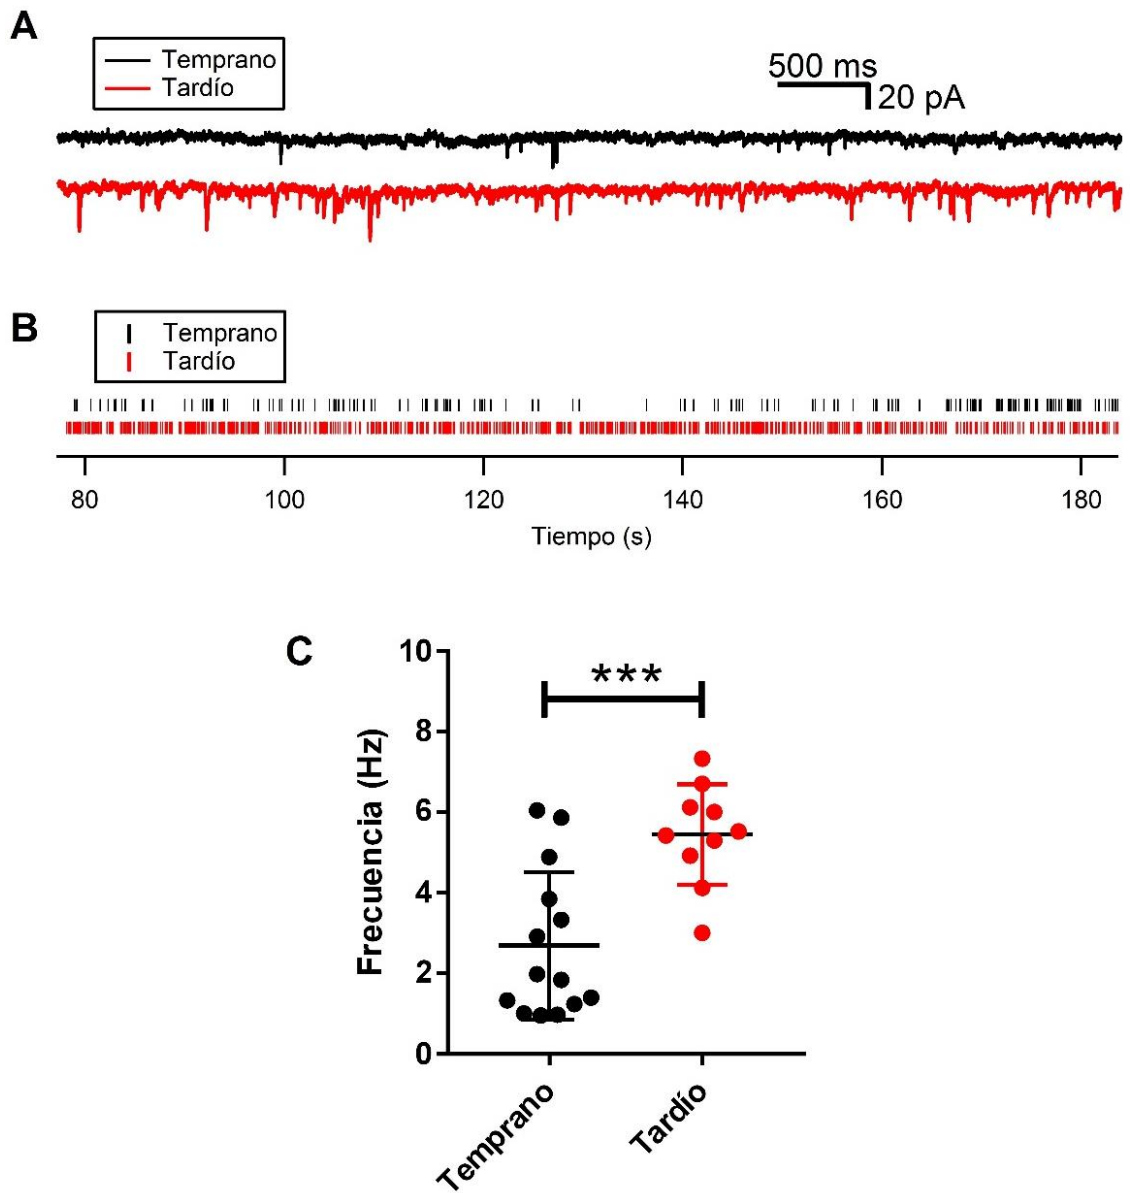 A
Temprano
Tardío
500 ms
20 pA
B
Temprano
Tardío
80 100 120 140 160 180
Tiempo (s)
C
10
***
8
6
4
2
0
Frecuencia (Hz)
Temprano
Tardío